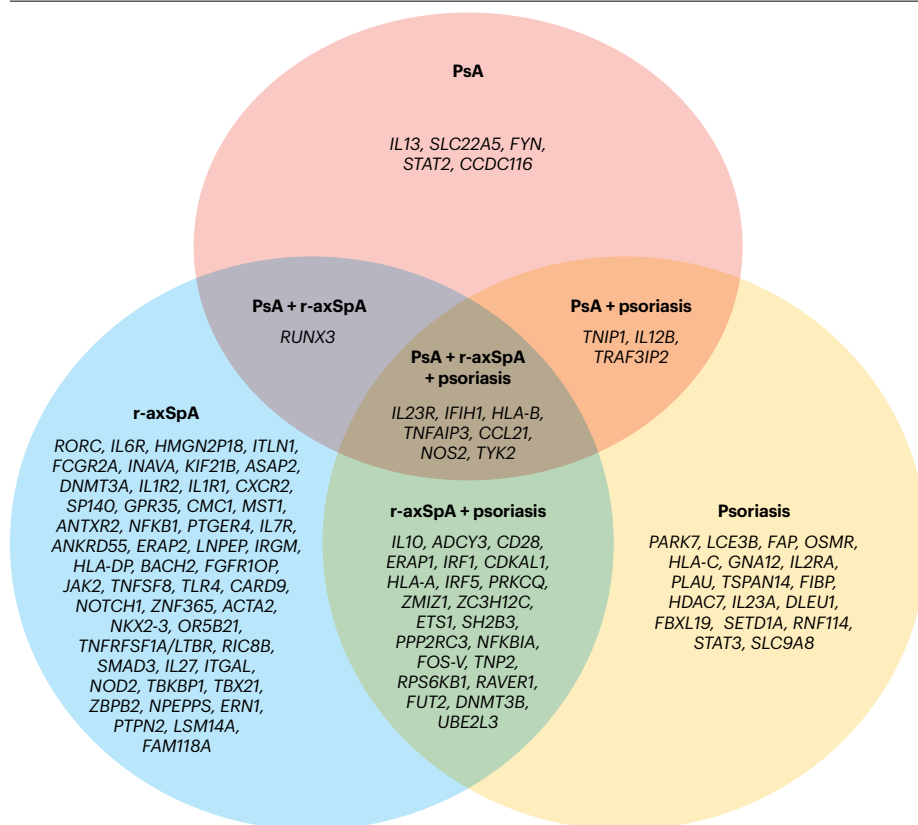 PsA
IL13, SLC22A5, FYN,
STAT2, CCDC116
PsA + r-axSpA
RUNX3
PsA + psoriasis
TNIP1, IL12B,
TRAF3IP2
PsA + r-axSpA
+ psoriasis
IL23R, IFIH1, HLA-B,
TNFAIP3, CCL21,
NOS2, TYK2
r-axSpA
RORC, IL6R, HMGN2P18, ITLN1,
FCGR2A, INAVA, KIF21B, ASAP2,
DNMT3A, IL1R2, IL1R1, CXCR2,
SP140, GPR35, CMC1, MST1,
ANTXR2, NFKB1, PTGER4, IL7R,
ANKRD55, ERAP2, LNPEP, IRGM,
HLA-DP, BACH2, FGFR1OP,
JAK2, TNFSF8, TLR4, CARD9,
NOTCH1, ZNF365, ACTA2,
NKX2-3, OR5B21,
TNFRSF1A/LTBR, RIC8B,
SMAD3, IL27, ITGAL,
NOD2, TBKBP1, TBX21,
ZBPB2, NPEPPS, ERN1,
PTPN2, LSM14A,
FAM118A
r-axSpA + psoriasis
IL10, ADCY3, CD28,
ERAP1, IRF1, CDKAL1,
HLA-A, IRF5, PRKCQ,
ZMIZ1, ZC3H12C,
ETS1, SH2B3,
PPP2RC3, NFKBIA,
FOS-V, TNP2,
RPS6KB1, RAVER1,
FUT2, DNMT3B,
UBE2L3
Psoriasis
PARK7, LCE3B, FAP, OSMR,
HLA-C, GNA12, IL2RA,
PLAU, TSPAN14, FIBP,
HDAC7, IL23A, DLEU1,
FBXL19, SETD1A, RNF114,
STAT3, SLC9A8